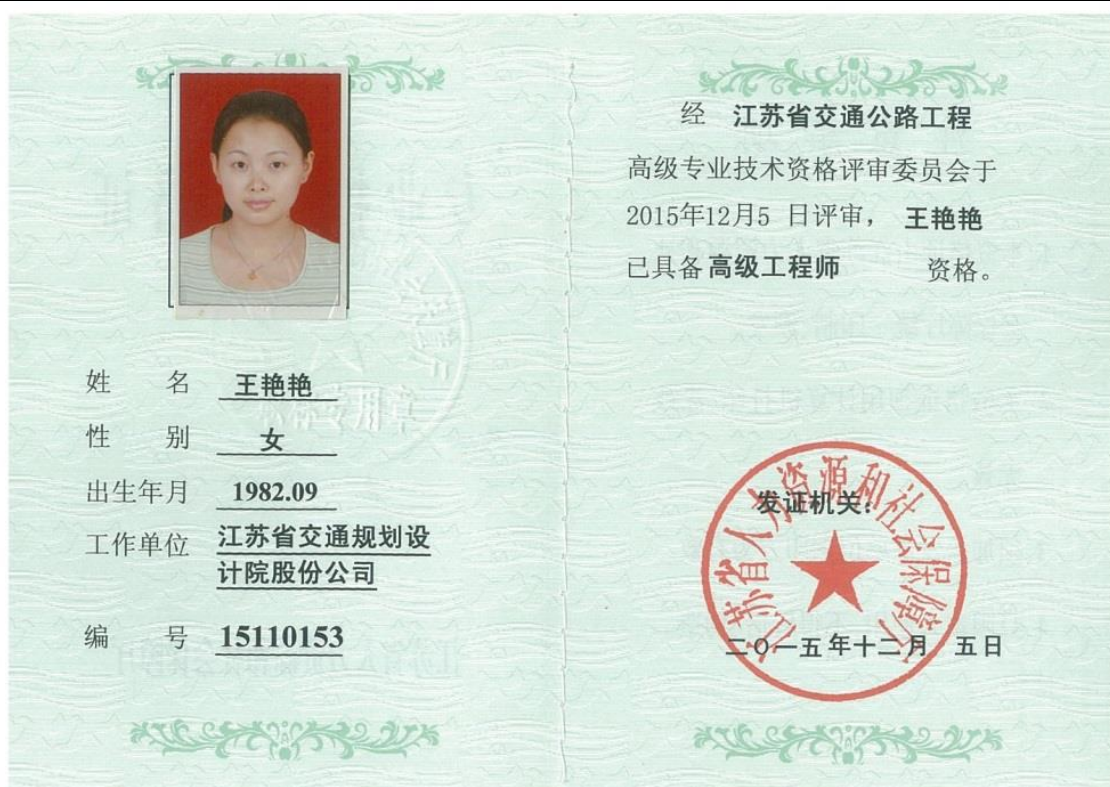 姓 名 王艳艳
性 别 女
出生年月 1982.09
工作单位 江苏省交通规划设
计院股份公司
编 号 15110153
经 江苏省交通公路工程
高级专业技术资格评审委员会于
2015年12月5 日评审， 王艳艳
已具备 高级工程师 资格。
江苏省人力资源和社会保障厅
发证机关：
二〇一五年十二月 五日